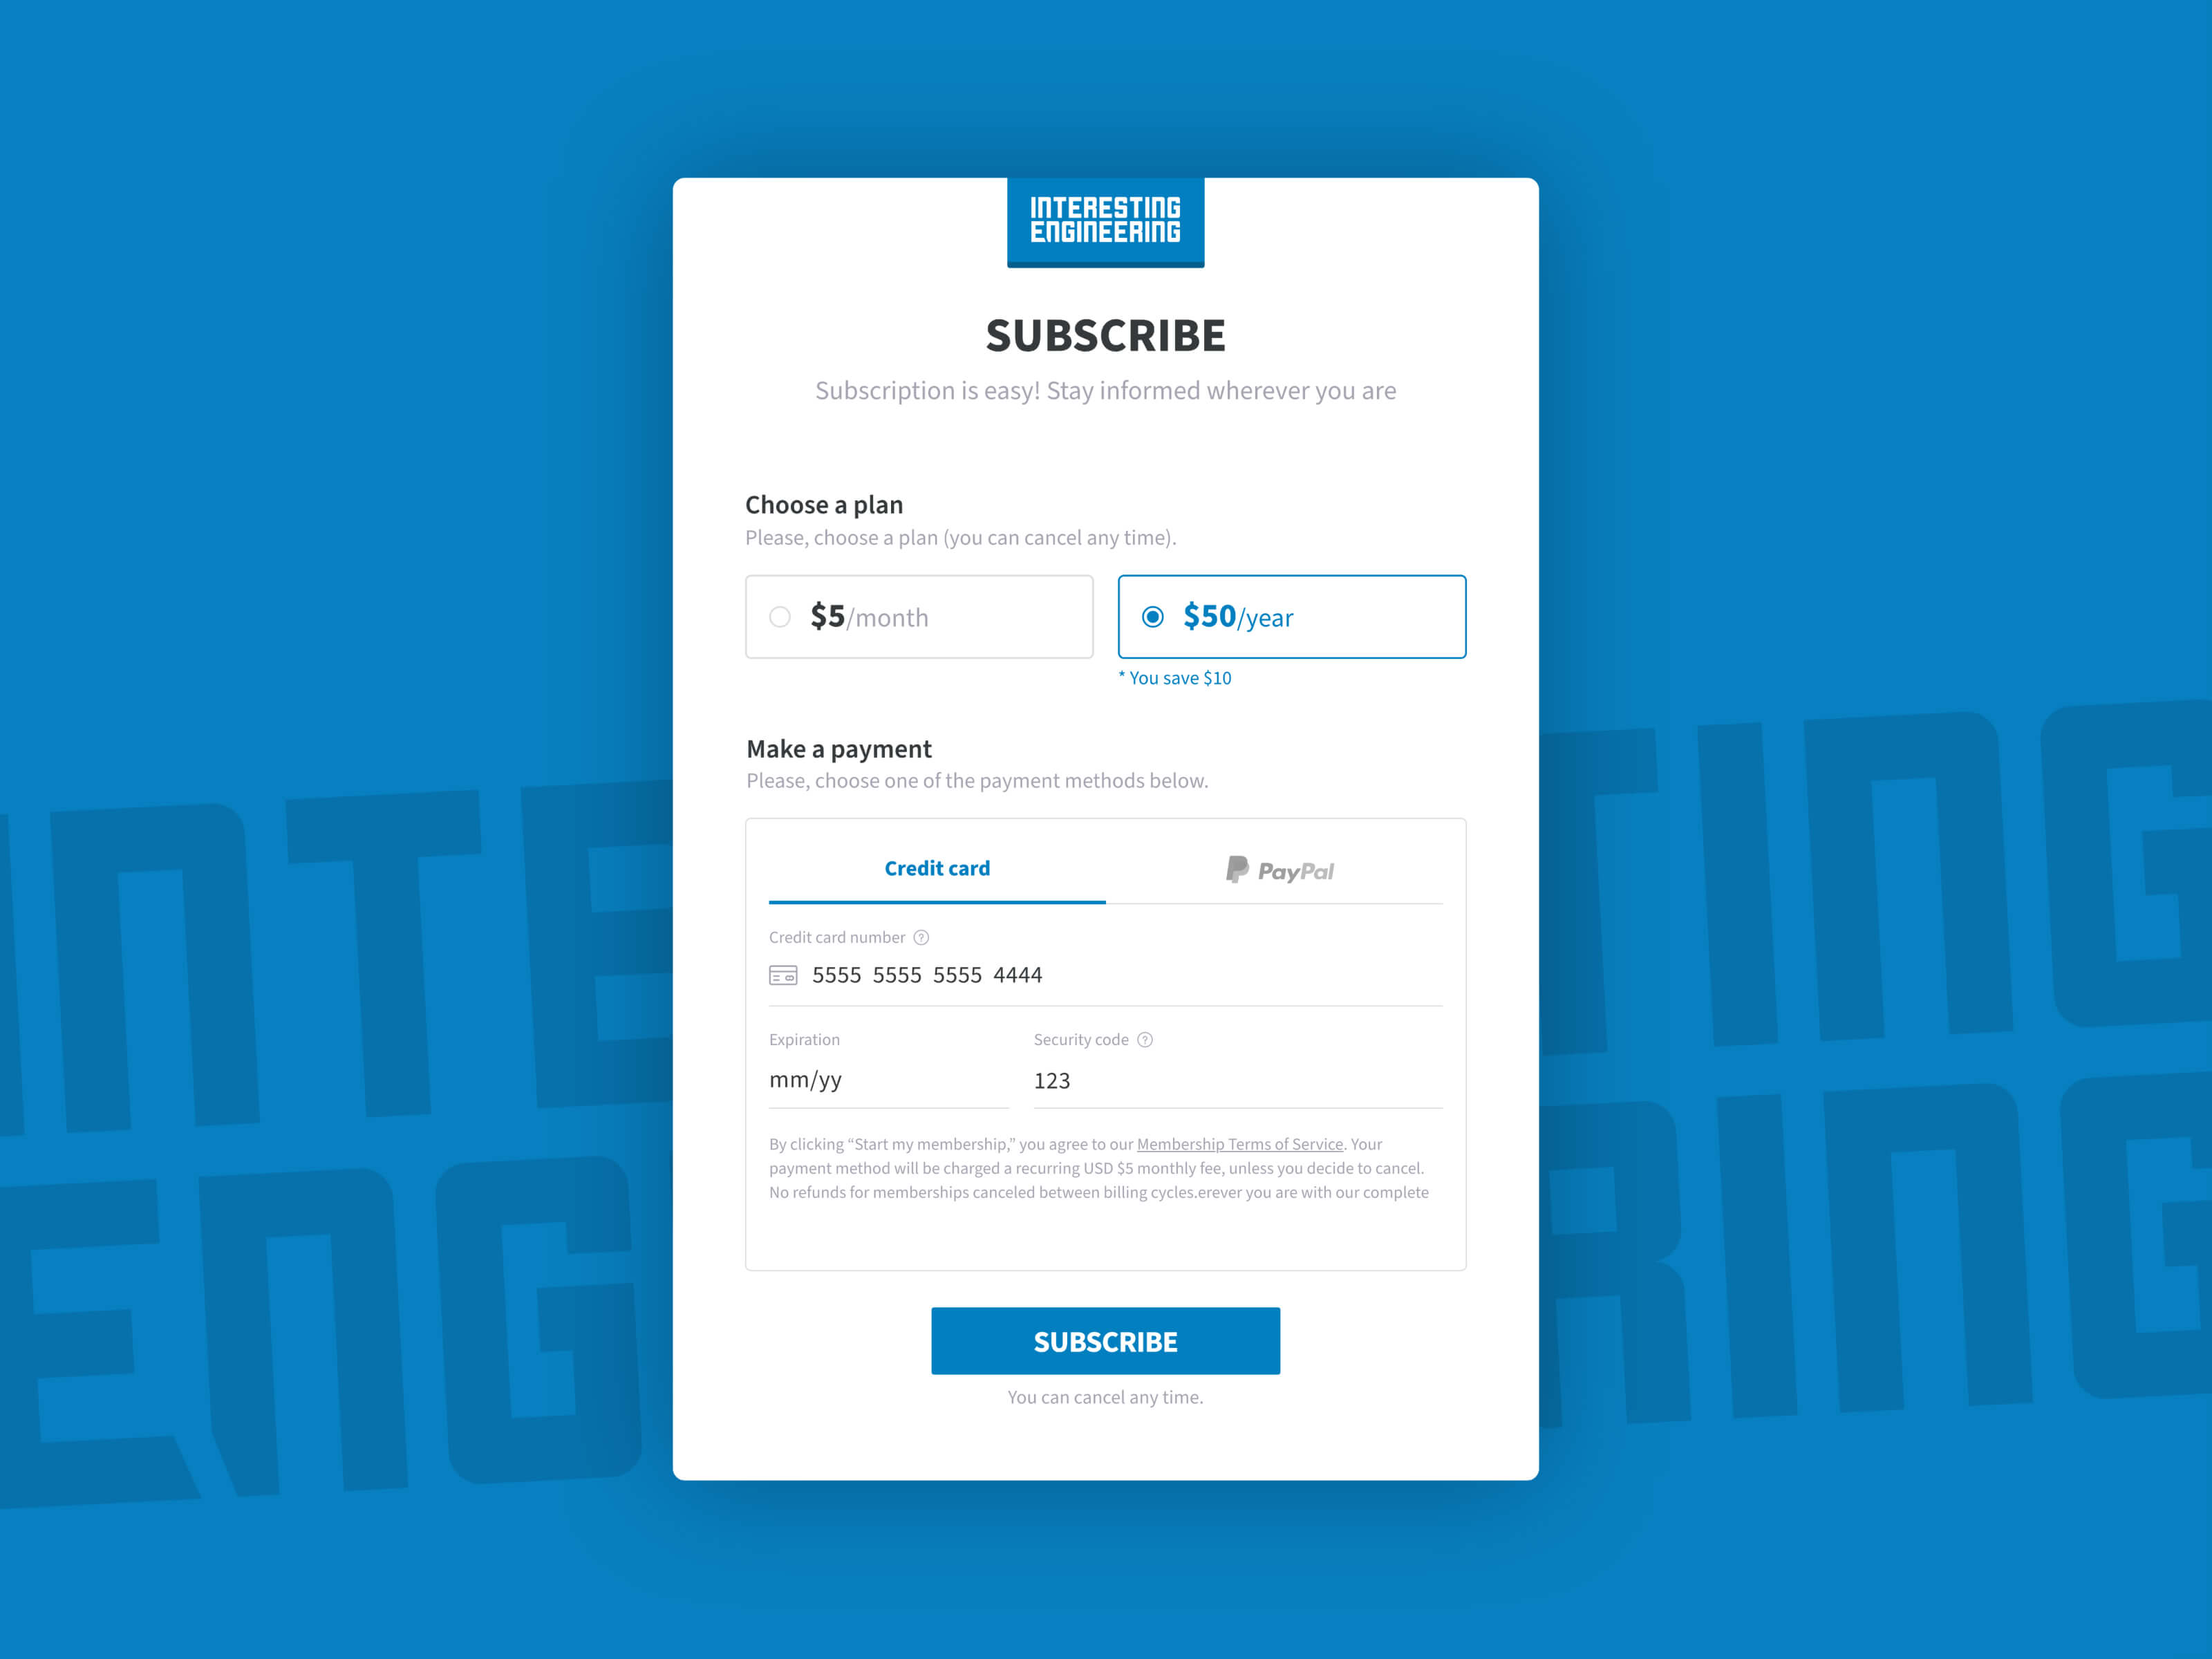 INTERESTING
ENGINEERING
SUBSCRIBE
Subscription is easy! Stay informed wherever you are
Choose a plan
Please, choose a plan (you can cancel any time).
$5/month
$50/year
* You save $10
Make a payment
Please, choose one of the payment methods below.
Credit card
PayPal
Credit card number ?
5555 5555 5555 4444
Expiration
Security code ?
mm/yy
123
By clicking “Start my membership,” you agree to our Membership Terms of Service. Your
payment method will be charged a recurring USD $5 monthly fee, unless you decide to cancel.
No refunds for memberships canceled between billing cycles.erever you are with our complete
SUBSCRIBE
You can cancel any time.
INTE
TING
ENG
RING